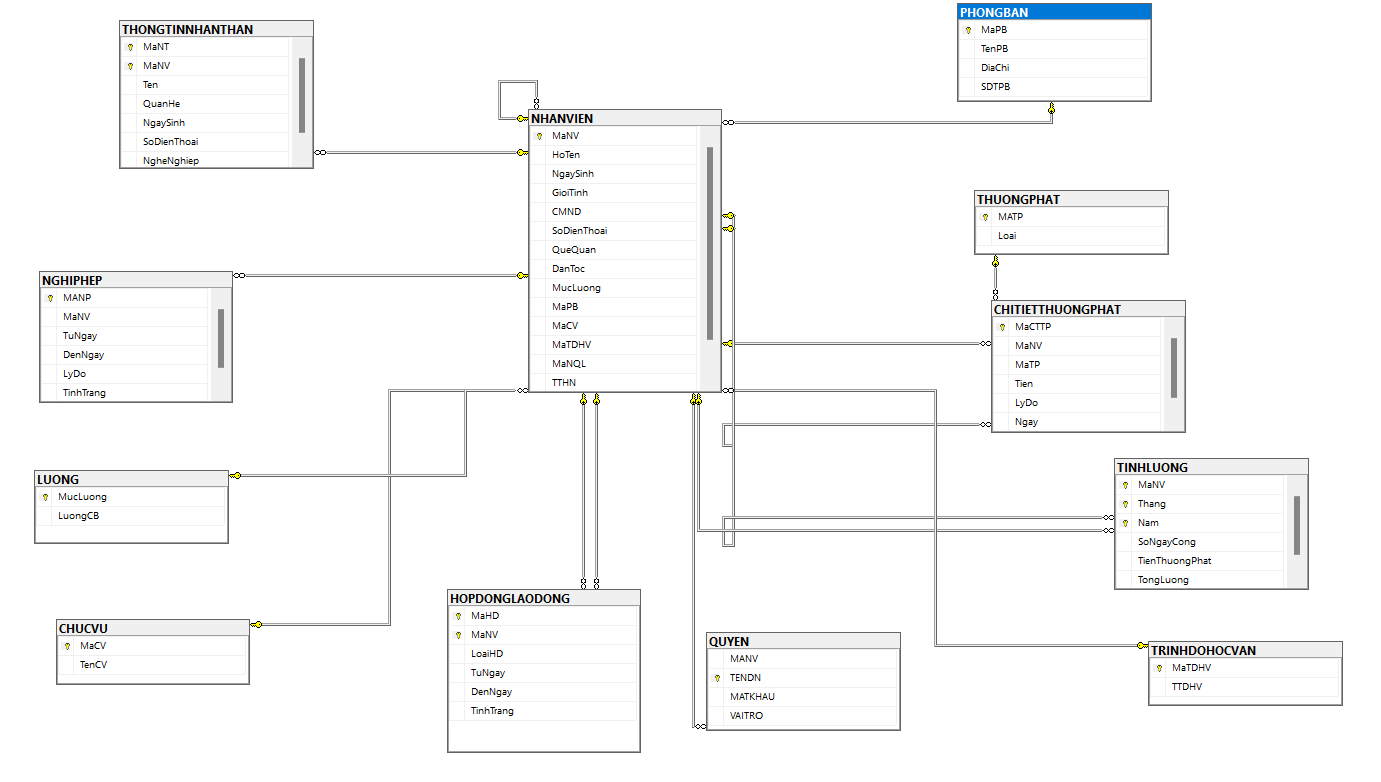 THONGTINNHANTHAN
MaNT
MaNV
Ten
QuanHe
NgaySinh
SoDienThoai
NgheNghiep
PHONGBAN
MaPB
TenPB
DiaChi
SDTPB
NHANVIEN
MaNV
HoTen
NgaySinh
GioiTinh
CMND
SoDienThoai
QueQuan
DanToc
MucLuong
MaPB
MaCV
MaTDHV
MaNQL
TTHN
THUONGPHAT
MATP
Loai
NGHIPHEP
MANP
MaNV
TuNgay
DenNgay
LyDo
TinhTrang
CHITIETTHUONGPHAT
MaCTTP
MaNV
MaTP
Tien
LyDo
Ngay
LUONG
MucLuong
LuongCB
TINHLUONG
MaNV
Thang
Nam
SoNgayCong
TienThuongPhat
TongLuong
CHUCVU
MaCV
TenCV
HOPDONGLAODONG
MaHD
MaNV
LoaiHD
TuNgay
DenNgay
TinhTrang
QUYEN
MANV
TENDN
MATKHAU
VAITRO
TRINHDOHOCVAN
MaTDHV
TTDHV